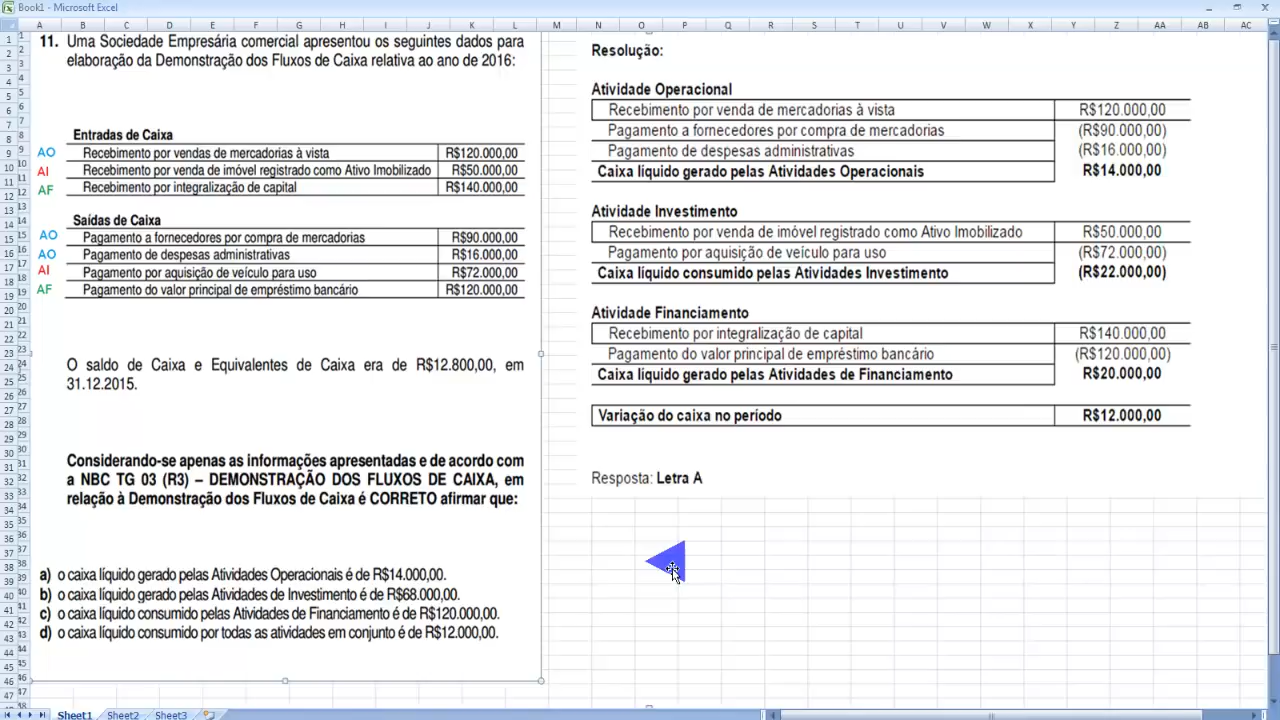 Book1 - Microsoft Excel
A B C D E F G H I J K L M N O P Q R S T U V W X Y Z AA AB AC
11. Uma Sociedade Empresária comercial apresentou os seguintes dados para
elaboração da Demonstração dos Fluxos de Caixa relativa ao ano de 2016:
Entradas de Caixa
AO Recebimento por vendas de mercadorias à vista R$120.000,00
AI Recebimento por venda de imóvel registrado como Ativo Imobilizado R$50.000,00
AF Recebimento por integralização de capital R$140.000,00
Saídas de Caixa
AO Pagamento a fornecedores por compra de mercadorias R$90.000,00
AO Pagamento de despesas administrativas R$16.000,00
AI Pagamento por aquisição de veículo para uso R$72.000,00
AF Pagamento do valor principal de empréstimo bancário R$120.000,00
O saldo de Caixa e Equivalentes de Caixa era de R$12.800,00, em
31.12.2015.
Considerando-se apenas as informações apresentadas e de acordo com
a NBC TG 03 (R3) – DEMONSTRAÇÃO DOS FLUXOS DE CAIXA, em
relação à Demonstração dos Fluxos de Caixa é CORRETO afirmar que:
a) o caixa líquido gerado pelas Atividades Operacionais é de R$14.000,00.
b) o caixa líquido gerado pelas Atividades de Investimento é de R$68.000,00.
c) o caixa líquido consumido pelas Atividades de Financiamento é de R$120.000,00.
d) o caixa líquido consumido por todas as atividades em conjunto é de R$12.000,00.
Resolução:
Atividade Operacional
Recebimento por venda de mercadorias à vista R$120.000,00
Pagamento a fornecedores por compra de mercadorias (R$90.000,00)
Pagamento de despesas administrativas (R$16.000,00)
Caixa líquido gerado pelas Atividades Operacionais R$14.000,00
Atividade Investimento
Recebimento por venda de imóvel registrado como Ativo Imobilizado R$50.000,00
Pagamento por aquisição de veículo para uso (R$72.000,00)
Caixa líquido consumido pelas Atividades Investimento (R$22.000,00)
Atividade Financiamento
Recebimento por integralização de capital R$140.000,00
Pagamento do valor principal de empréstimo bancário (R$120.000,00)
Caixa líquido gerado pelas Atividades de Financiamento R$20.000,00
Variação do caixa no período R$12.000,00
Resposta: Letra A
Sheet1 Sheet2 Sheet3